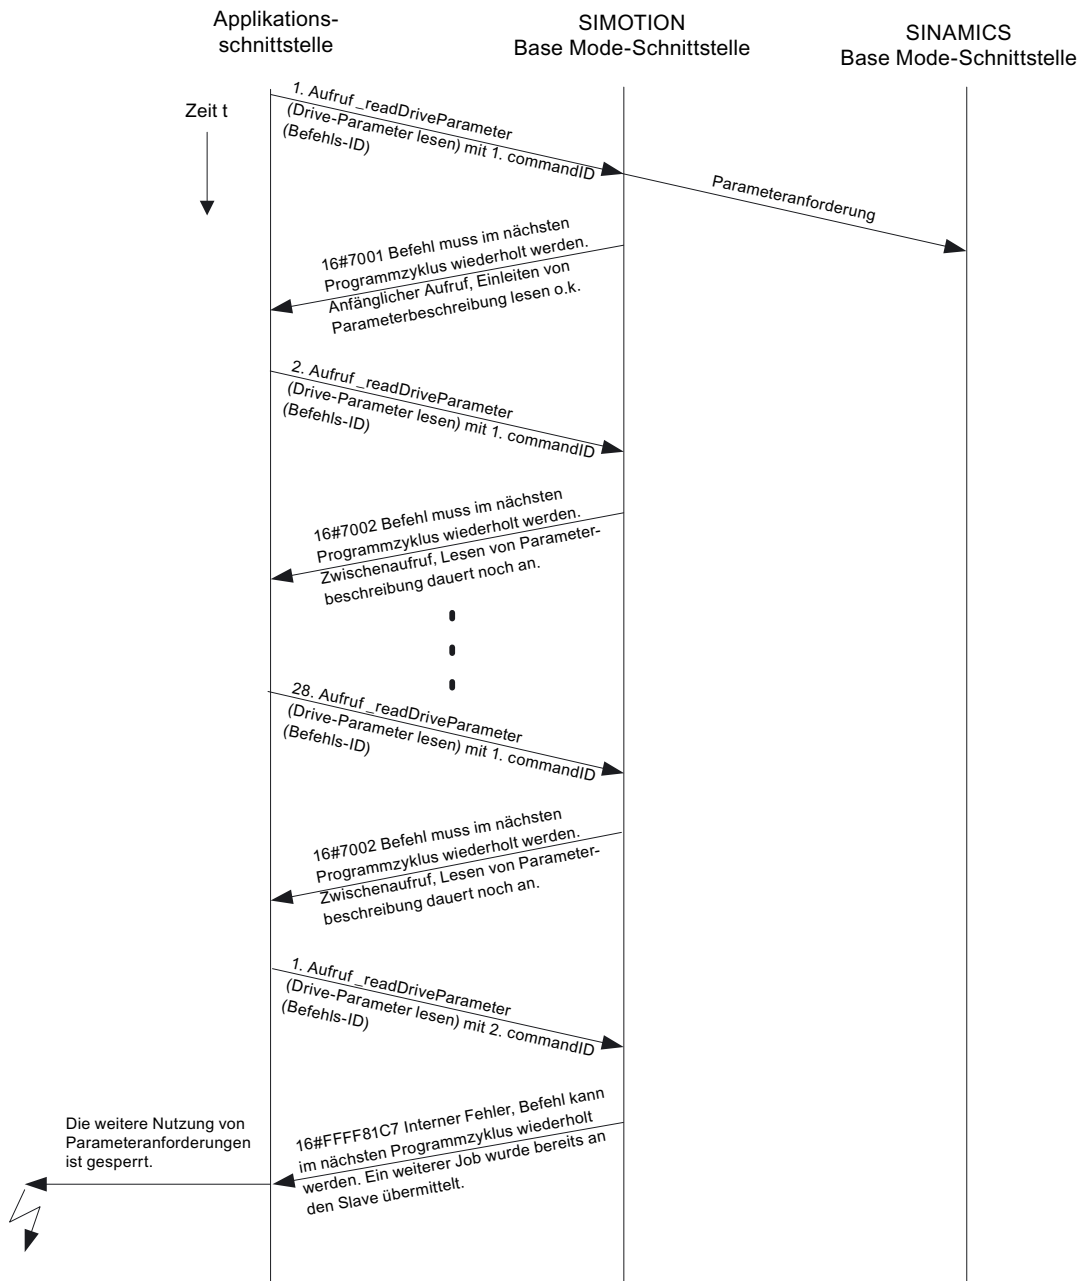 Applikations-
schnittstelle
SIMOTION
Base Mode-Schnittstelle
SINAMICS
Base Mode-Schnittstelle
Zeit t
1. Aufruf _readDriveParameter
(Drive-Parameter lesen) mit 1. commandID
(Befehls-ID)
Parameteranforderung
16#7001 Befehl muss im nächsten
Programmzyklus wiederholt werden.
Anfänglicher Aufruf, Einleiten von
Parameterbeschreibung lesen o.k.
2. Aufruf _readDriveParameter
(Drive-Parameter lesen) mit 1. commandID
(Befehls-ID)
16#7002 Befehl muss im nächsten
Programmzyklus wiederholt werden.
Zwischenaufruf, Lesen von Parameter-
beschreibung dauert noch an.
28. Aufruf _readDriveParameter
(Drive-Parameter lesen) mit 1. commandID
(Befehls-ID)
16#7002 Befehl muss im nächsten
Programmzyklus wiederholt werden.
Zwischenaufruf, Lesen von Parameter-
beschreibung dauert noch an.
1. Aufruf _readDriveParameter
(Drive-Parameter lesen) mit 2. commandID
(Befehls-ID)
16#FFFF81C7 Interner Fehler, Befehl kann
im nächsten Programmzyklus wiederholt
werden. Ein weiterer Job wurde bereits an
den Slave übermittelt.
Die weitere Nutzung von
Parameteranforderungen
ist gesperrt.